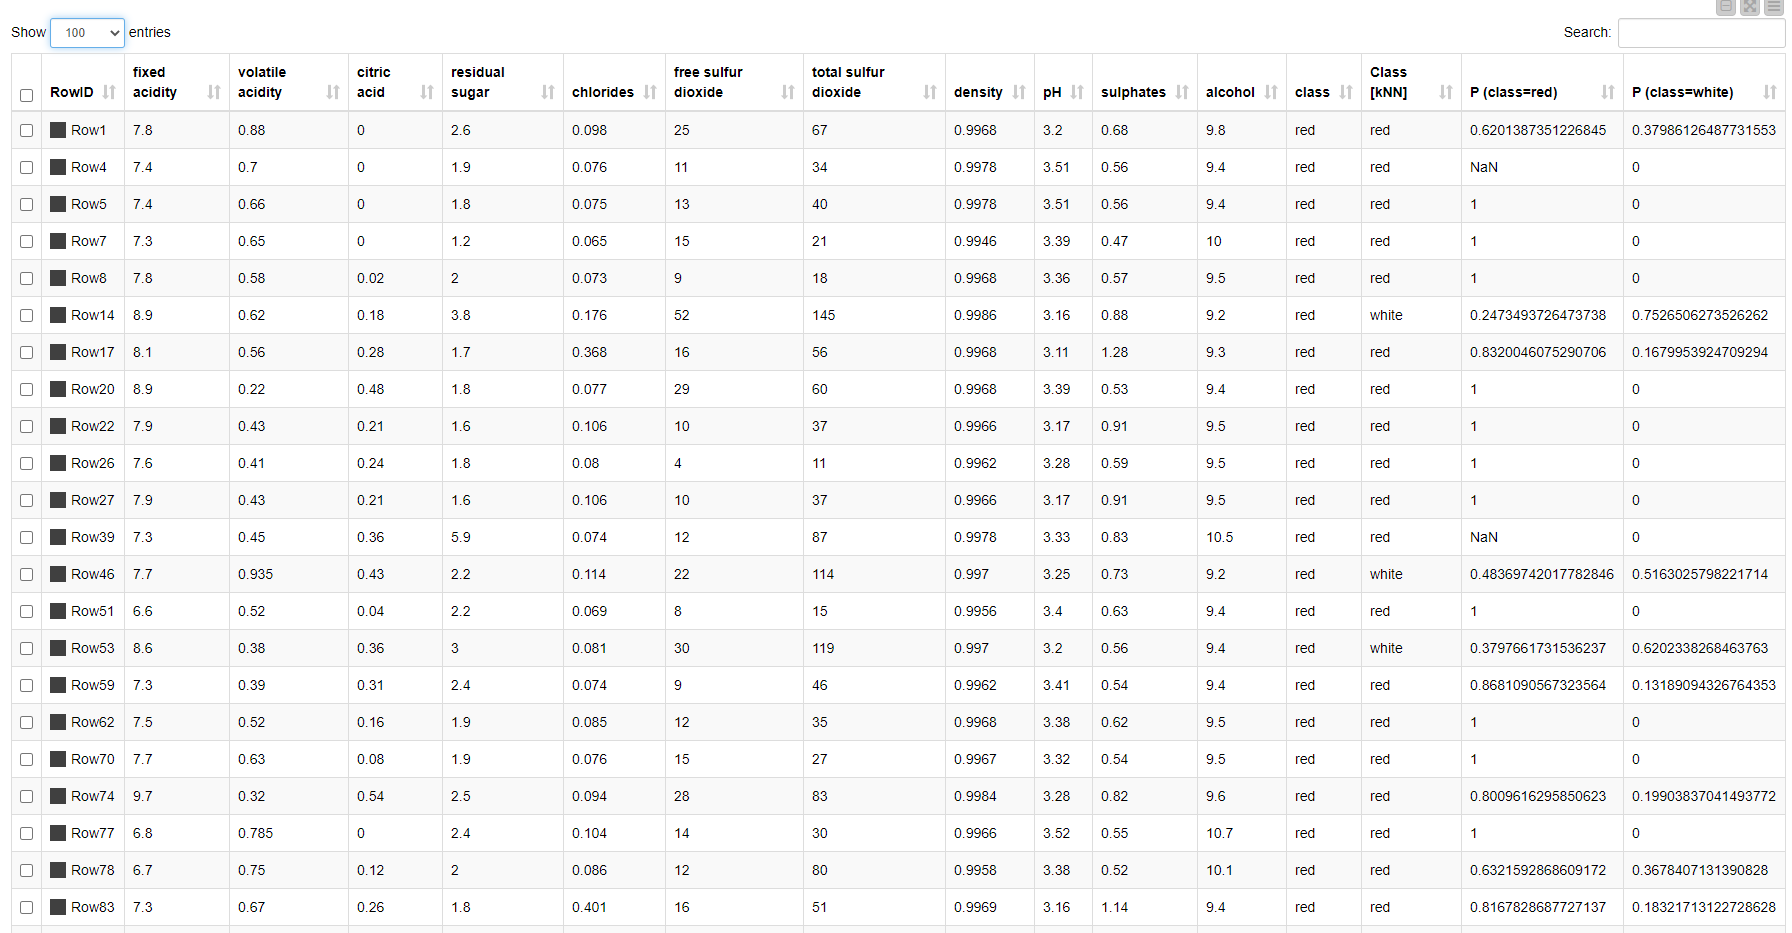 Show 100 entries Search:
RowID fixed acidity volatile acidity citric acid residual sugar chlorides free sulfur dioxide total sulfur dioxide density pH sulphates alcohol class Class [kNN] P (class=red) P (class=white)
Row1 7.8 0.88 0 2.6 0.098 25 67 0.9968 3.2 0.68 9.8 red red 0.6201387351226845 0.37986126487731553
Row4 7.4 0.7 0 1.9 0.076 11 34 0.9978 3.51 0.56 9.4 red red NaN 0
Row5 7.4 0.66 0 1.8 0.075 13 40 0.9978 3.51 0.56 9.4 red red 1 0
Row7 7.3 0.65 0 1.2 0.065 15 21 0.9946 3.39 0.47 10 red red 1 0
Row8 7.8 0.58 0.02 2 0.073 9 18 0.9968 3.36 0.57 9.5 red red 1 0
Row14 8.9 0.62 0.18 3.8 0.176 52 145 0.9986 3.16 0.88 9.2 red white 0.2473493726473738 0.7526506273526262
Row17 8.1 0.56 0.28 1.7 0.368 16 56 0.9968 3.11 1.28 9.3 red red 0.8320046075290706 0.1679953924709294
Row20 8.9 0.22 0.48 1.8 0.077 29 60 0.9968 3.39 0.53 9.4 red red 1 0
Row22 7.9 0.43 0.21 1.6 0.106 10 37 0.9966 3.17 0.91 9.5 red red 1 0
Row26 7.6 0.41 0.24 1.8 0.08 4 11 0.9962 3.28 0.59 9.5 red red 1 0
Row27 7.9 0.43 0.21 1.6 0.106 10 37 0.9966 3.17 0.91 9.5 red red 1 0
Row39 7.3 0.45 0.36 5.9 0.074 12 87 0.9978 3.33 0.83 10.5 red red NaN 0
Row46 7.7 0.935 0.43 2.2 0.114 22 114 0.997 3.25 0.73 9.2 red white 0.48369742017782846 0.5163025798221714
Row51 6.6 0.52 0.04 2.2 0.069 8 15 0.9956 3.4 0.63 9.4 red red 1 0
Row53 8.6 0.38 0.36 3 0.081 30 119 0.997 3.2 0.56 9.4 red white 0.3797661731536237 0.6202338268463763
Row59 7.3 0.39 0.31 2.4 0.074 9 46 0.9962 3.41 0.54 9.4 red red 0.8681090567323564 0.13189094326764353
Row62 7.5 0.52 0.16 1.9 0.085 12 35 0.9968 3.38 0.62 9.5 red red 1 0
Row70 7.7 0.63 0.08 1.9 0.076 15 27 0.9967 3.32 0.54 9.5 red red 1 0
Row74 9.7 0.32 0.54 2.5 0.094 28 83 0.9984 3.28 0.82 9.6 red red 0.8009616295850623 0.19903837041493772
Row77 6.8 0.785 0 2.4 0.104 14 30 0.9966 3.52 0.55 10.7 red red 1 0
Row78 6.7 0.75 0.12 2 0.086 12 80 0.9958 3.38 0.52 10.1 red red 0.6321592868609172 0.3678407131390828
Row83 7.3 0.67 0.26 1.8 0.401 16 51 0.9969 3.16 1.14 9.4 red red 0.8167828687727137 0.18321713122728628